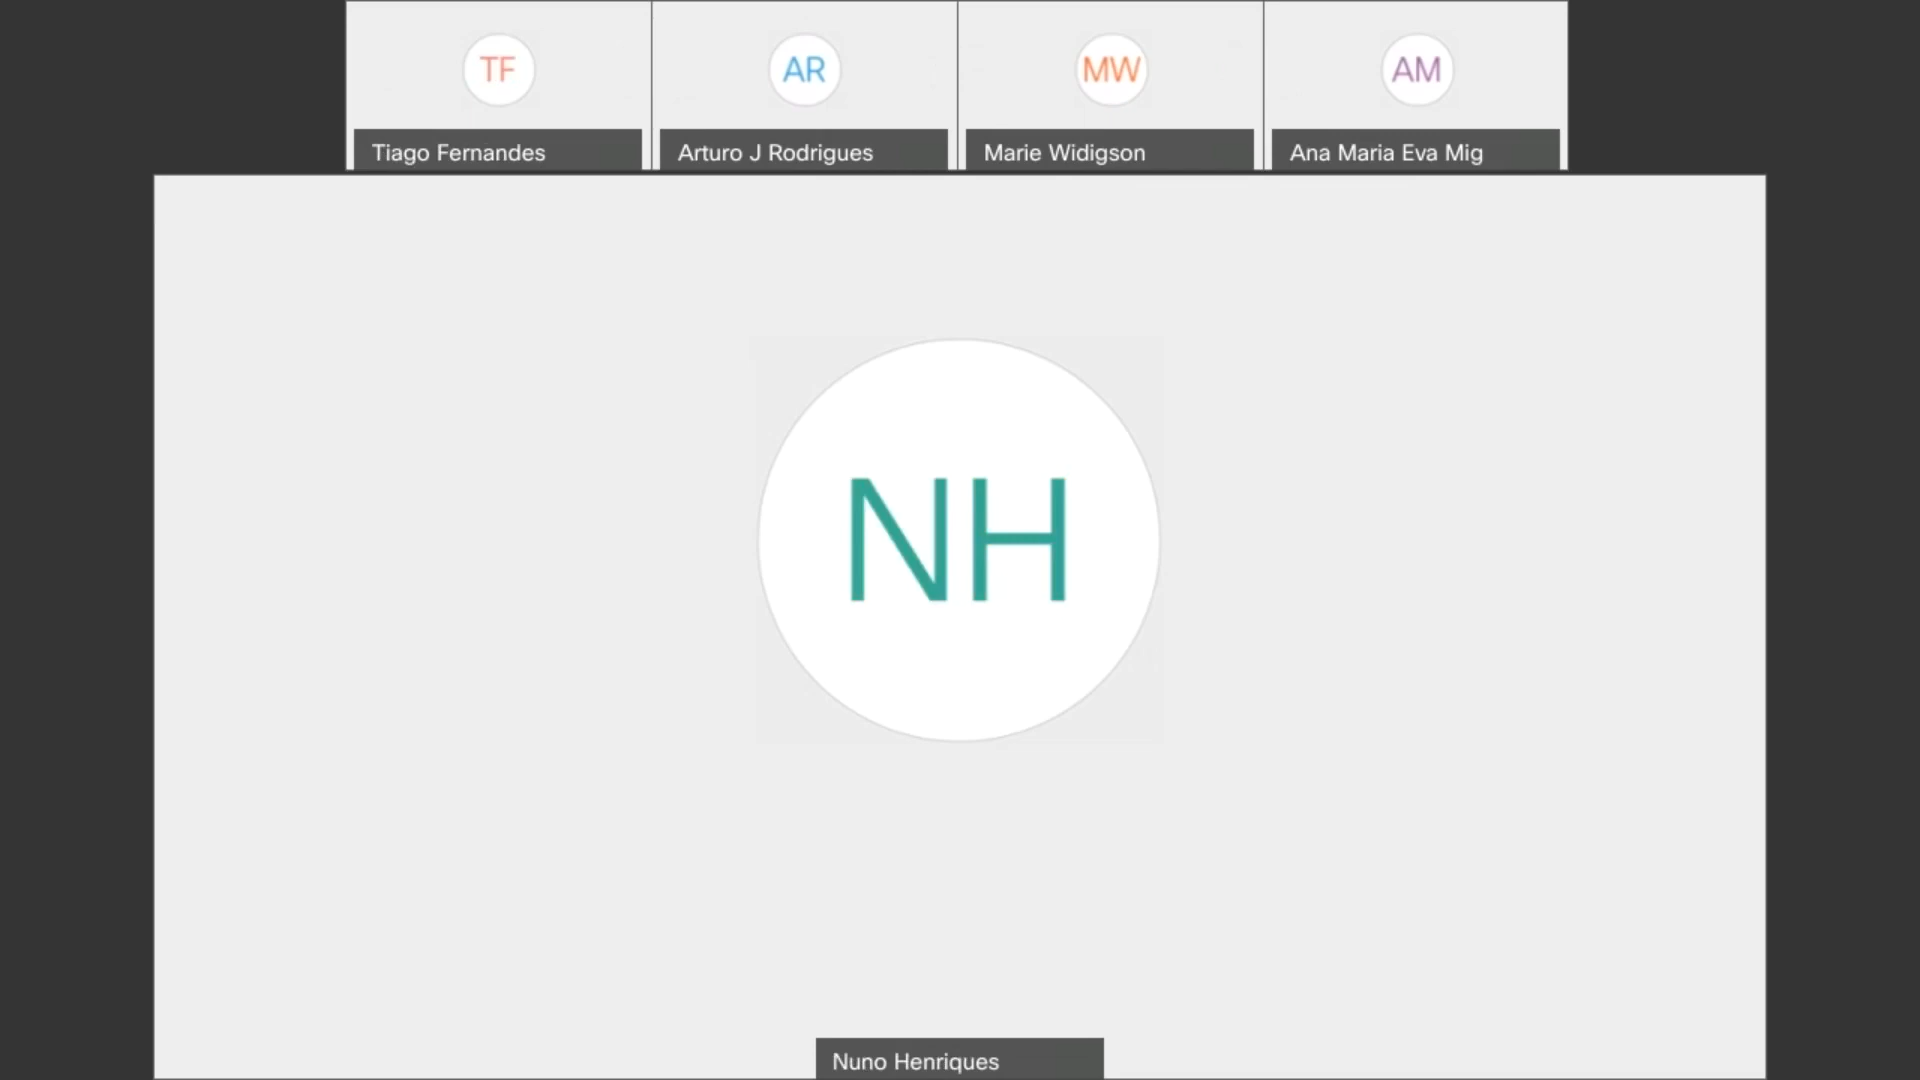 TF
AR
MW
AM
Tiago Fernandes
Arturo J Rodrigues
Marie Widigson
Ana Maria Eva Mig
NH
Nuno Henriques